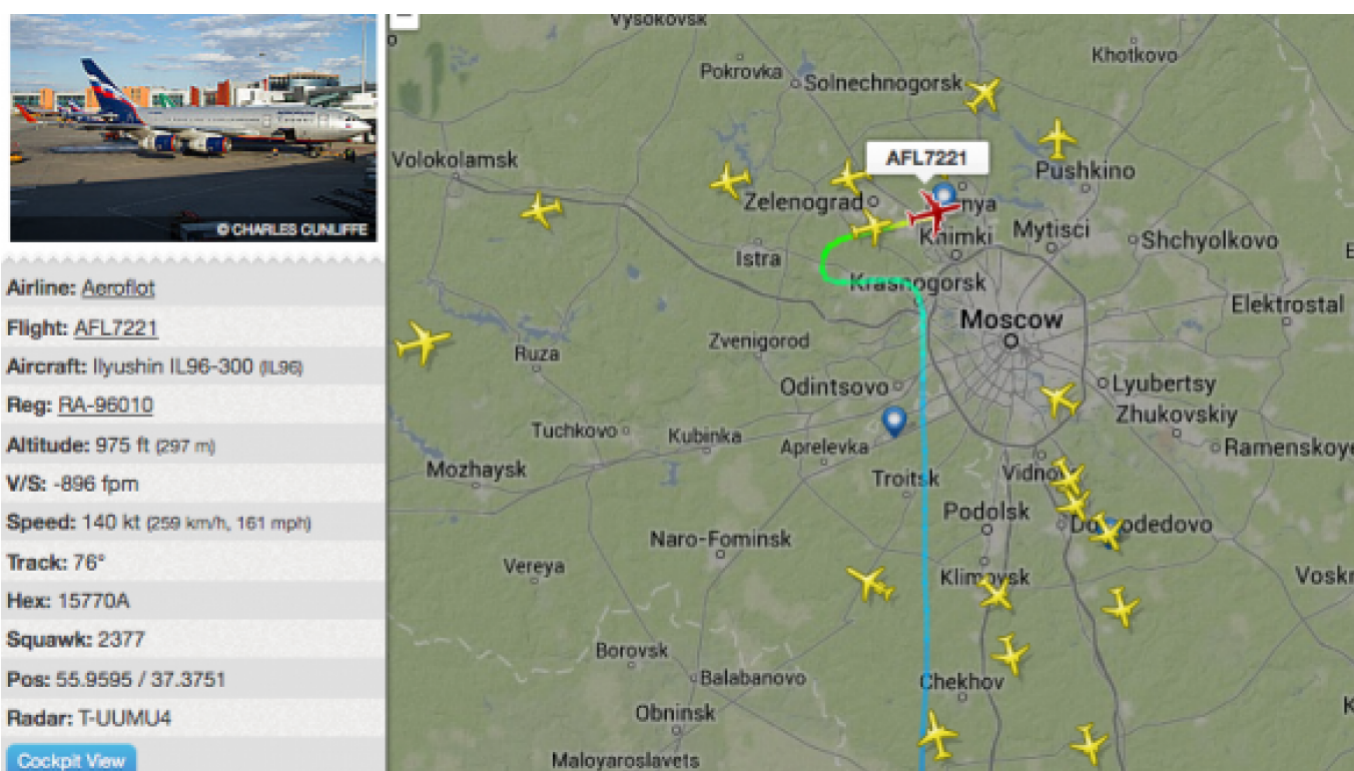 © CHARLES CUNLIFFE
Airline: Aeroflot
Flight: AFL7221
Aircraft: Ilyushin IL96-300 (IL96)
Reg: RA-96010
Altitude: 975 ft (297 m)
V/S: -896 fpm
Speed: 140 kt (259 km/h, 161 mph)
Track: 76°
Hex: 15770A
Squawk: 2377
Pos: 55.9595 / 37.3751
Radar: T-UUMU4
Cockpit View
Vysokovsk
Khotkovo
Pokrovka
Solnechnogorsk
Volokolamsk
AFL7221
Pushkino
Zelenograd
nya
Khimki
Mytisci
Shchyolkovo
Istra
Krasnogorsk
Elektrostal
Moscow
Zvenigorod
Ruza
Odintsovo
Lyubertsy
Zhukovskiy
Tuchkovo
Kubinka
Aprelevka
Ramenskoye
Mozhaysk
Troitsk
Vidno
Podolsk
Domodedovo
Naro-Fominsk
Vereya
Klimovsk
Voskr
Borovsk
Balabanovo
Chekhov
Obninsk
Maloyaroslavets